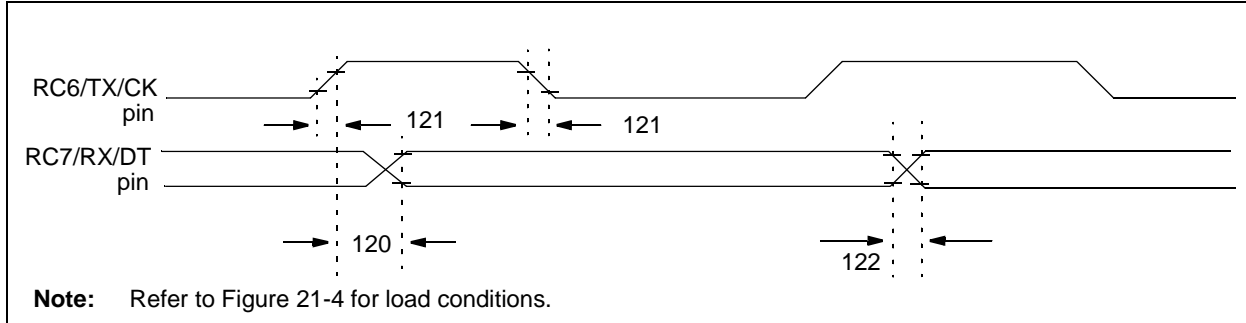 RC6/TX/CK
pin
121
121
RC7/RX/DT
pin
120
122
Note: Refer to Figure 21-4 for load conditions.